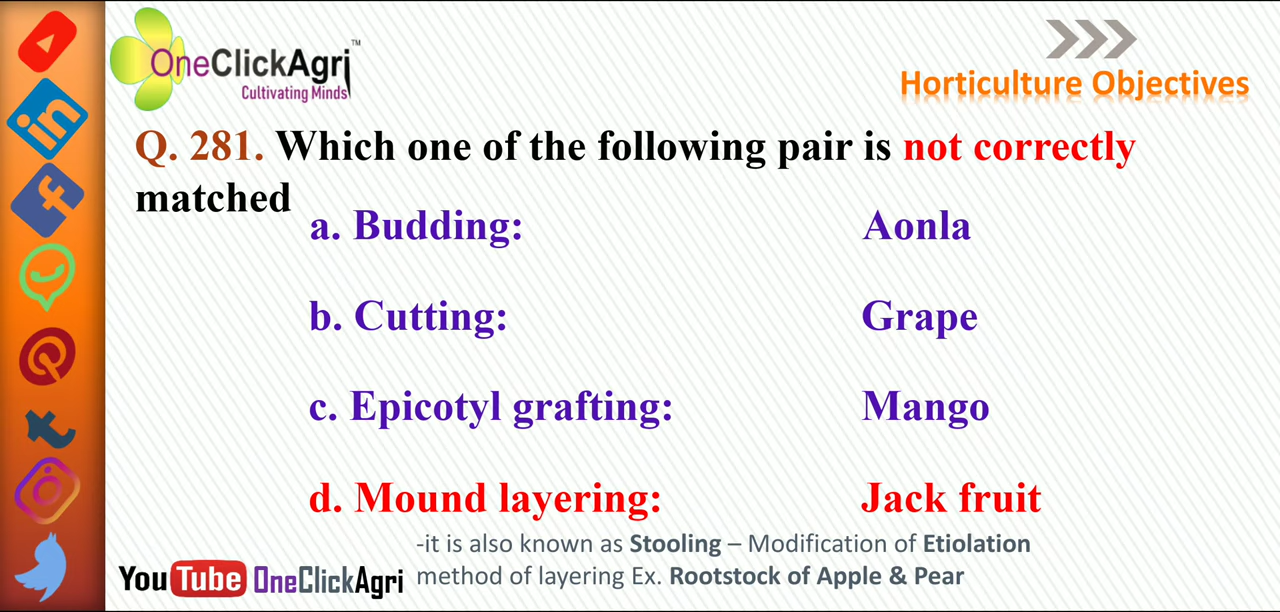 OneClickAgri™
Cultivating Minds
Horticulture Objectives
Q. 281. Which one of the following pair is not correctly
matched
a. Budding: Aonla
b. Cutting: Grape
c. Epicotyl grafting: Mango
d. Mound layering: Jack fruit
-it is also known as Stooling – Modification of Etiolation
method of layering Ex. Rootstock of Apple & Pear
YouTube OneClickAgri